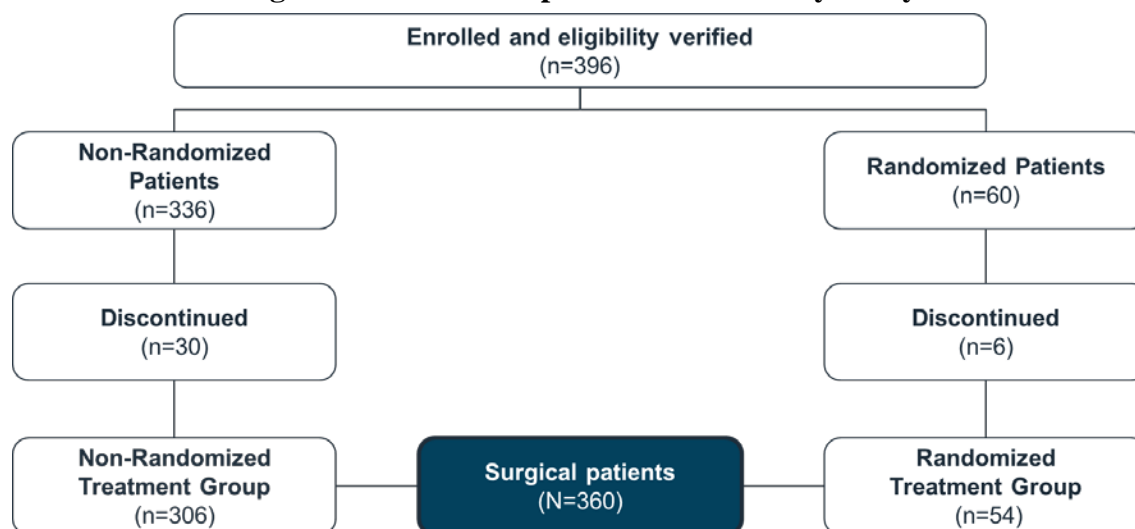 Enrolled and eligibility verified
(n=396)
Non-Randomized
Patients
(n=336)
Randomized Patients
(n=60)
Discontinued
(n=30)
Discontinued
(n=6)
Non-Randomized
Treatment Group
(n=306)
Surgical patients
(N=360)
Randomized
Treatment Group
(n=54)